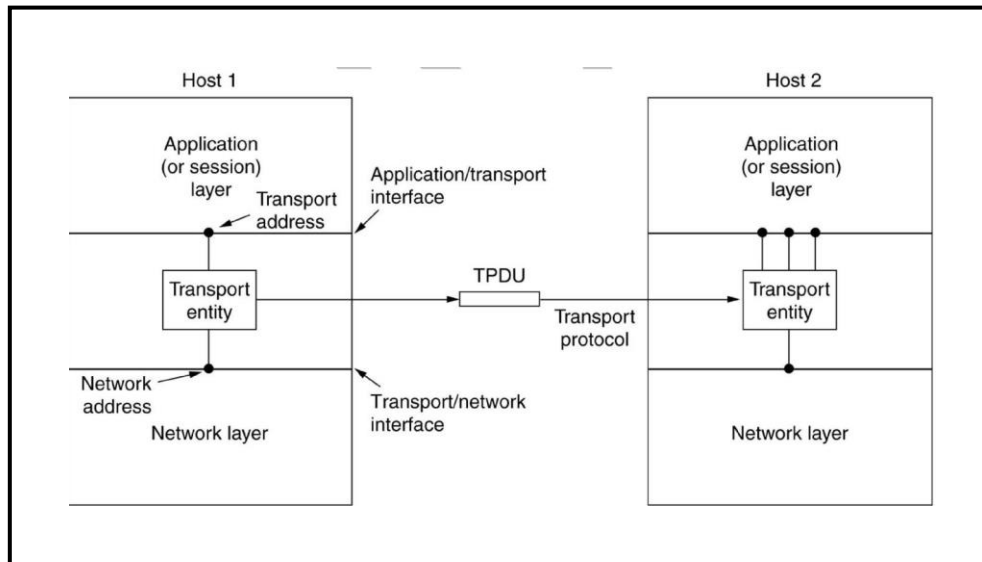 Host 1
Host 2
Application
(or session)
layer
Transport
address
Application/transport
interface
Application
(or session)
layer
Transport
entity
TPDU
Transport
protocol
Transport
entity
Network
address
Transport/network
interface
Network layer
Network layer